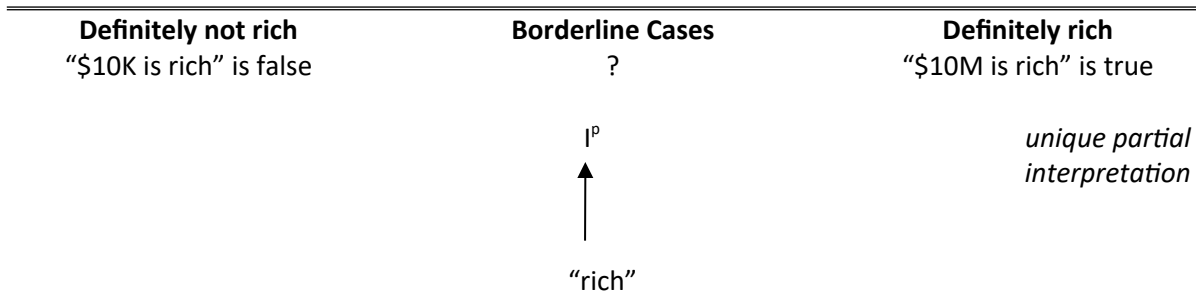 Definitely not rich Borderline Cases Definitely rich
“$10K is rich” is false ? “$10M is rich” is true
Iᵖ unique partial
interpretation
“rich”